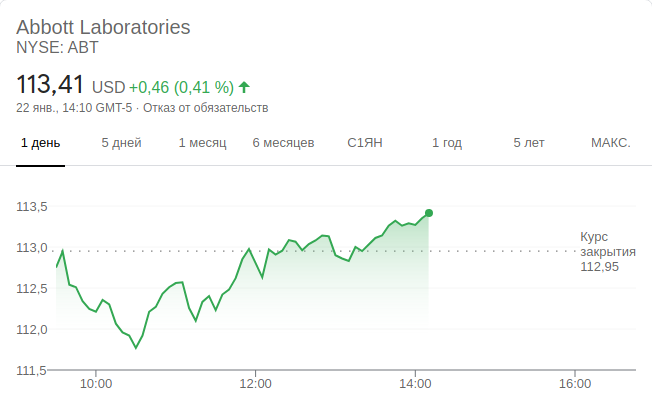 Abbott Laboratories
NYSE: ABT
113,41 USD +0,46 (0,41 %)
22 янв., 14:10 GMT-5 · Отказ от обязательств
1 день 5 дней 1 месяц 6 месяцев С1ЯН 1 год 5 лет МАКС.
113,5
Курс
113,0
закрытия
112,95
112,5
112,0
111,5
10:00 12:00 14:00 16:00